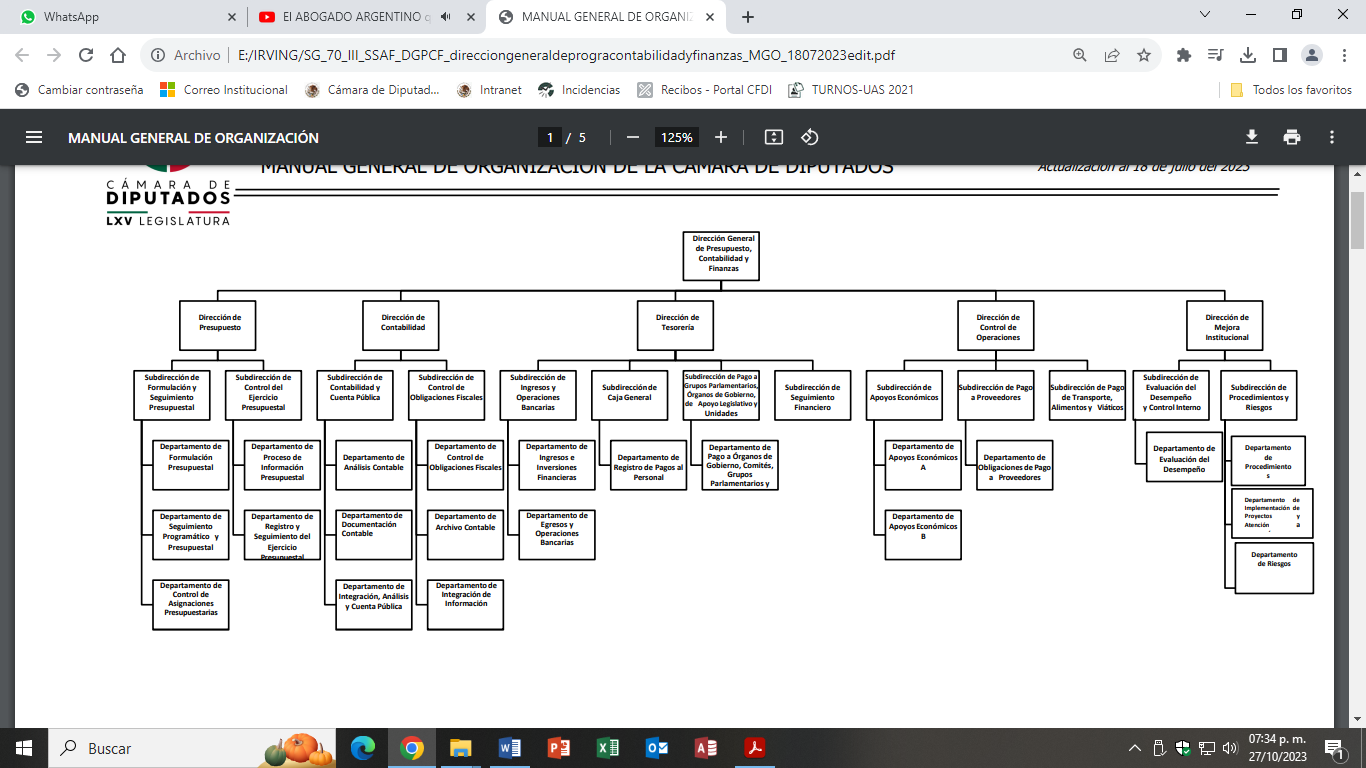 WhatsApp
El ABOGADO ARGENTINO q
MANUAL GENERAL DE ORGANIZ
Archivo
E:/IRVING/SG_70_III_SSAF_DGPCF_direcciongeneraldeprogracontabilidadyfinanzas_MGO_18072023edit.pdf
Cambiar contraseña
Correo Institucional
Cámara de Diputad...
Intranet
Incidencias
Recibos - Portal CFDI
TURNOS-UAS 2021
Todos los favoritos
MANUAL GENERAL DE ORGANIZACIÓN
1 / 5
125%
MANUAL GENERAL DE ORGANIZACIÓN DE LA CÁMARA DE DIPUTADOS
Actualización al 18 de julio del 2023
CÁMARA DE
DIPUTADOS
LXV LEGISLATURA
Dirección General
de Presupuesto,
Contabilidad y
Finanzas
Dirección de
Presupuesto
Dirección de
Contabilidad
Dirección de
Tesorería
Dirección de
Control de
Operaciones
Dirección de
Mejora
Institucional
Subdirección de
Formulación y
Seguimiento
Presupuestal
Subdirección de
Control del
Ejercicio
Presupuestal
Subdirección de
Contabilidad y
Cuenta Pública
Subdirección de
Control de
Obligaciones Fiscales
Subdirección de
Ingresos y
Operaciones
Bancarias
Subdirección de
Caja General
Subdirección de Pago a
Grupos Parlamentarios,
Órganos de Gobierno,
de Apoyo Legislativo y
Unidades
Subdirección de
Seguimiento
Financiero
Subdirección de
Apoyos Económicos
Subdirección de Pago
a Proveedores
Subdirección de Pago
de Transporte,
Alimentos y Viáticos
Subdirección de
Evaluación del
Desempeño
y Control Interno
Subdirección de
Procedimientos y
Riesgos
Departamento de
Formulación
Presupuestal
Departamento de
Proceso de
Información
Presupuestal
Departamento de
Análisis Contable
Departamento de
Control de
Obligaciones Fiscales
Departamento de
Ingresos e
Inversiones
Financieras
Departamento de
Registro de Pagos al
Personal
Departamento de
Pago a Órganos de
Gobierno, Comités,
Grupos
Parlamentarios y
Departamento de
Apoyos Económicos
A
Departamento de
Obligaciones de Pago
a Proveedores
Departamento de
Evaluación del
Desempeño
Departamento
de
Procedimiento
s
Departamento de
Seguimiento
Programático y
Presupuestal
Departamento de
Registro y
Seguimiento del
Ejercicio
Presupuestal
Departamento de
Documentación
Contable
Departamento de
Archivo Contable
Departamento de
Egresos y
Operaciones
Bancarias
Departamento de
Apoyos Económicos
B
Departamento de
Implementación de
Proyectos y
Atención a
Departamento de
Control de
Asignaciones
Presupuestarias
Departamento de
Integración, Análisis
y Cuenta Pública
Departamento de
Integración de
Información
Departamento
de Riesgos
Buscar
07:34 p. m.
27/10/2023
1